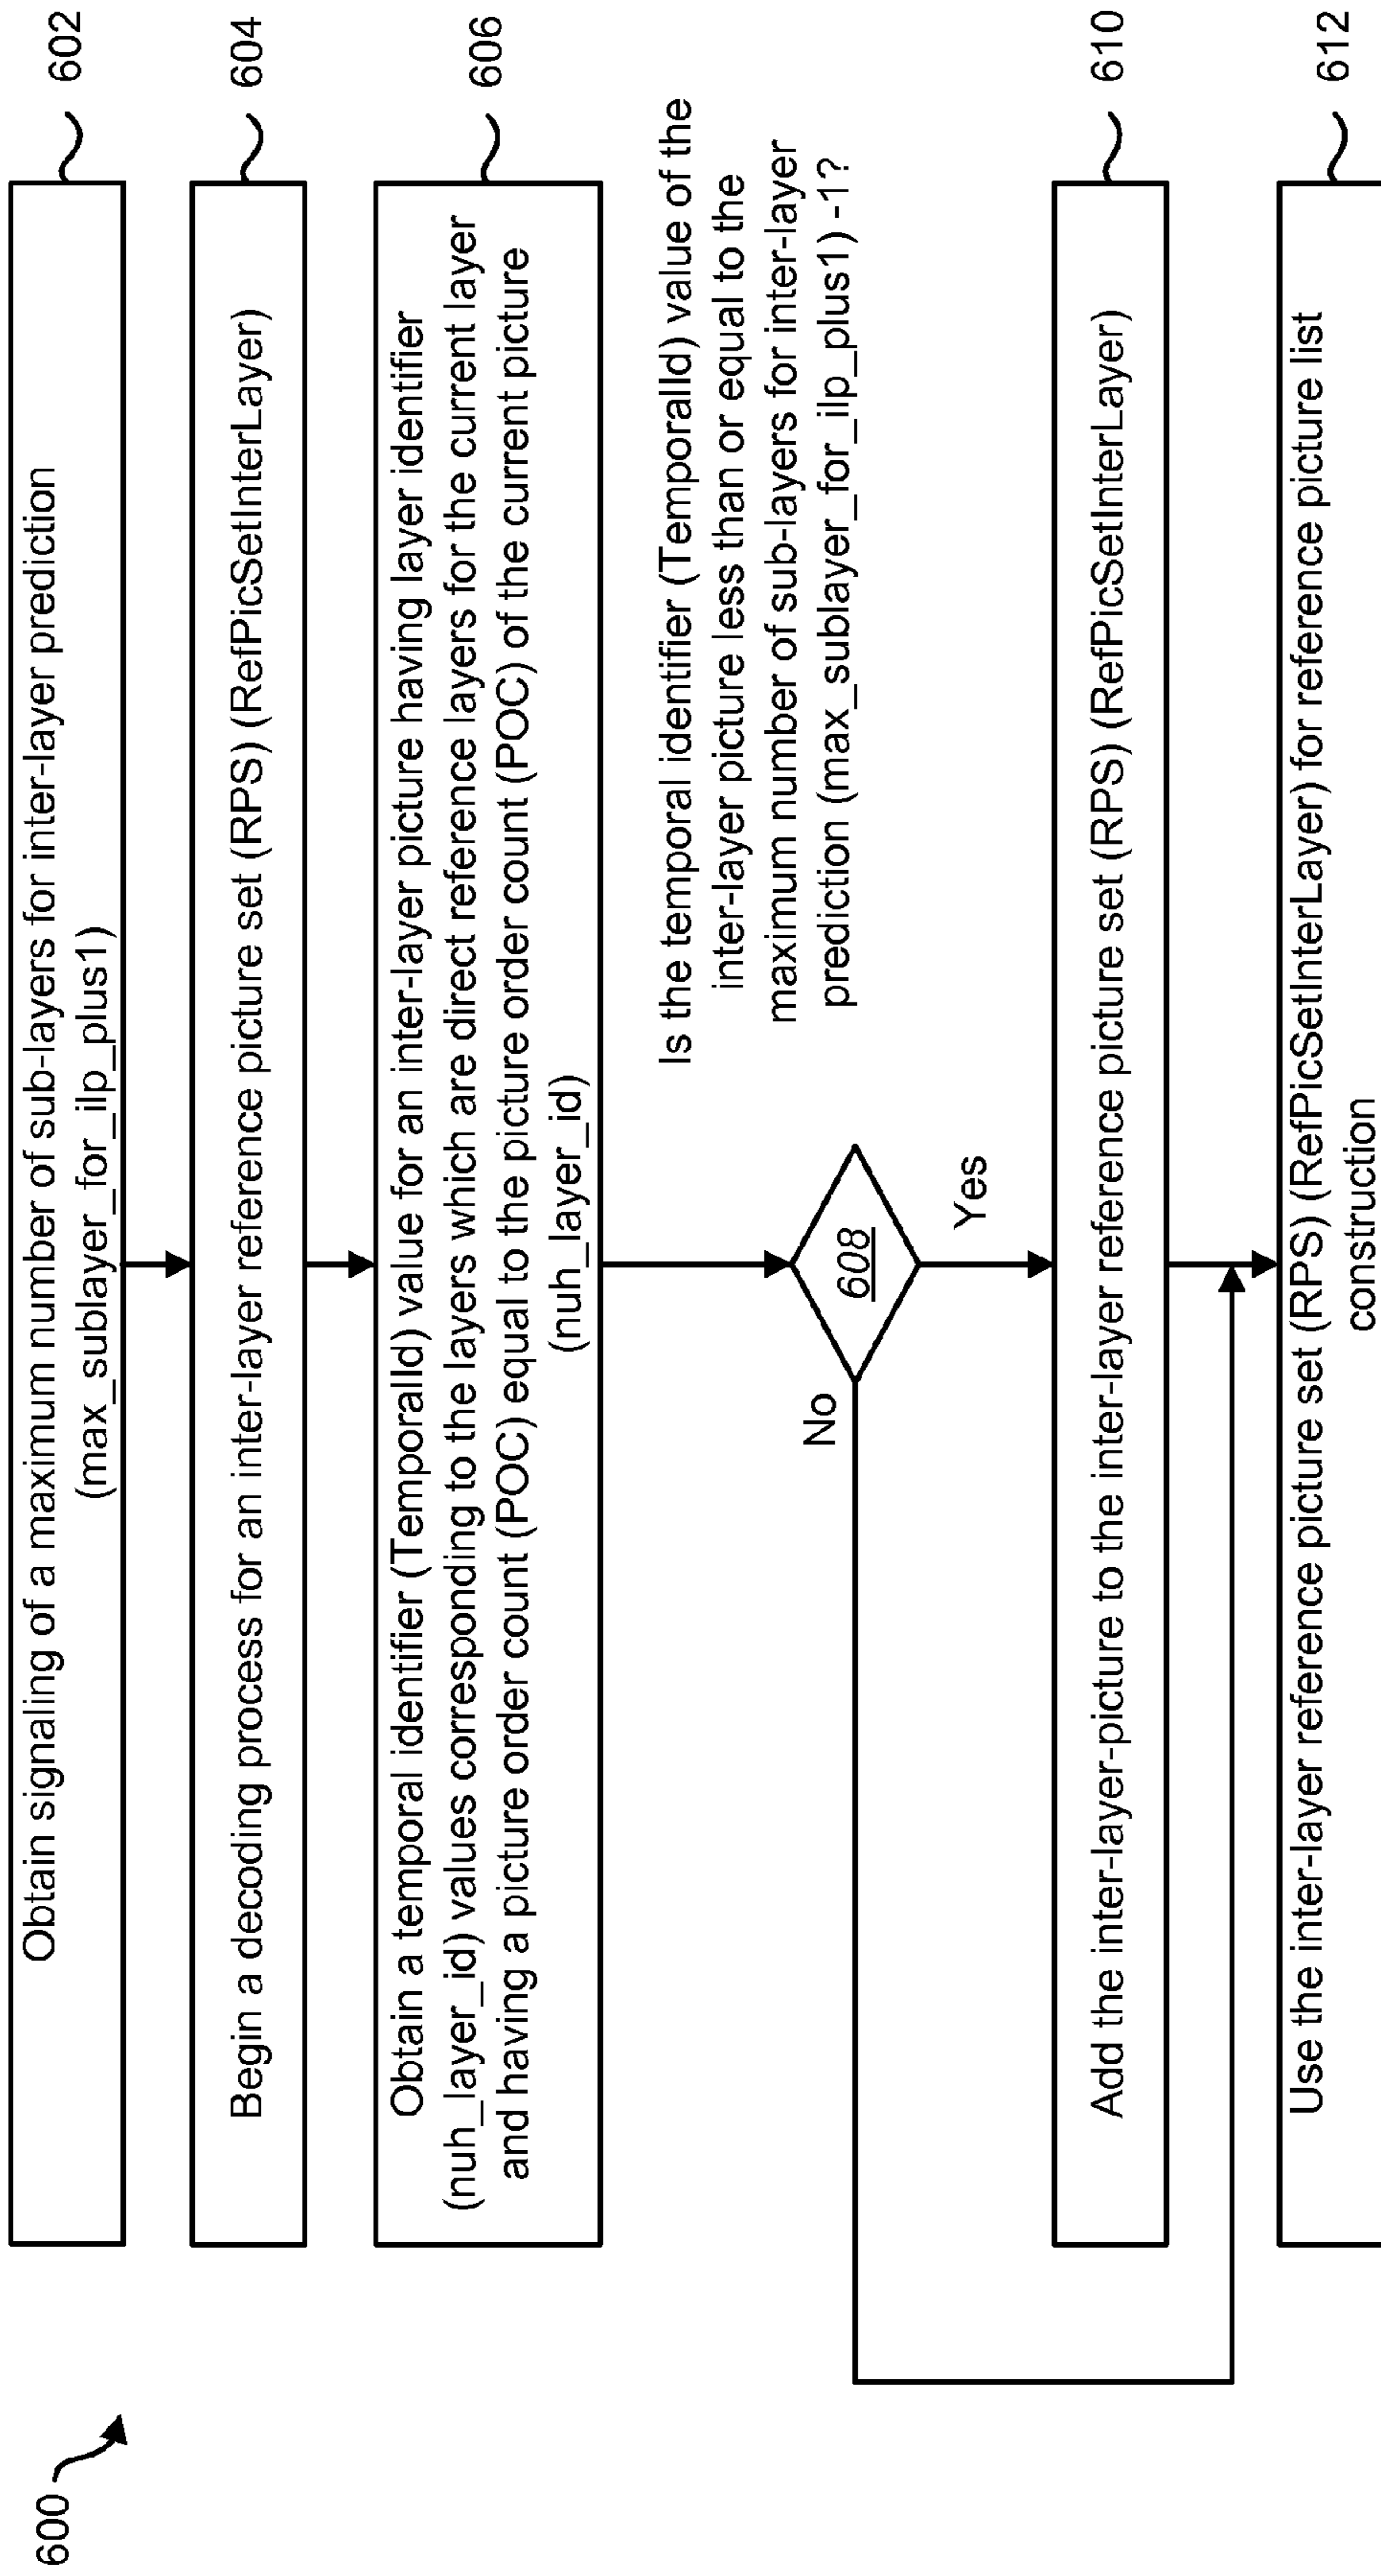 600
Obtain signaling of a maximum number of sub-layers for inter-layer prediction
(max_sublayer_for_ilp_plus1)
602
Begin a decoding process for an inter-layer reference picture set (RPS) (RefPicSetInterLayer)
604
Obtain a temporal identifier (TemporalId) value for an inter-layer picture having layer identifier
(nuh_layer_id) values corresponding to the layers which are direct reference layers for the current layer
and having a picture order count (POC) equal to the picture order count (POC) of the current picture
(nuh_layer_id)
606
Is the temporal identifier (TemporalId) value of the
inter-layer picture less than or equal to the
maximum number of sub-layers for inter-layer
prediction (max_sublayer_for_ilp_plus1) -1?
608
No
Yes
Add the inter-layer-picture to the inter-layer reference picture set (RPS) (RefPicSetInterLayer)
610
Use the inter-layer reference picture set (RPS) (RefPicSetInterLayer) for reference picture list
construction
612